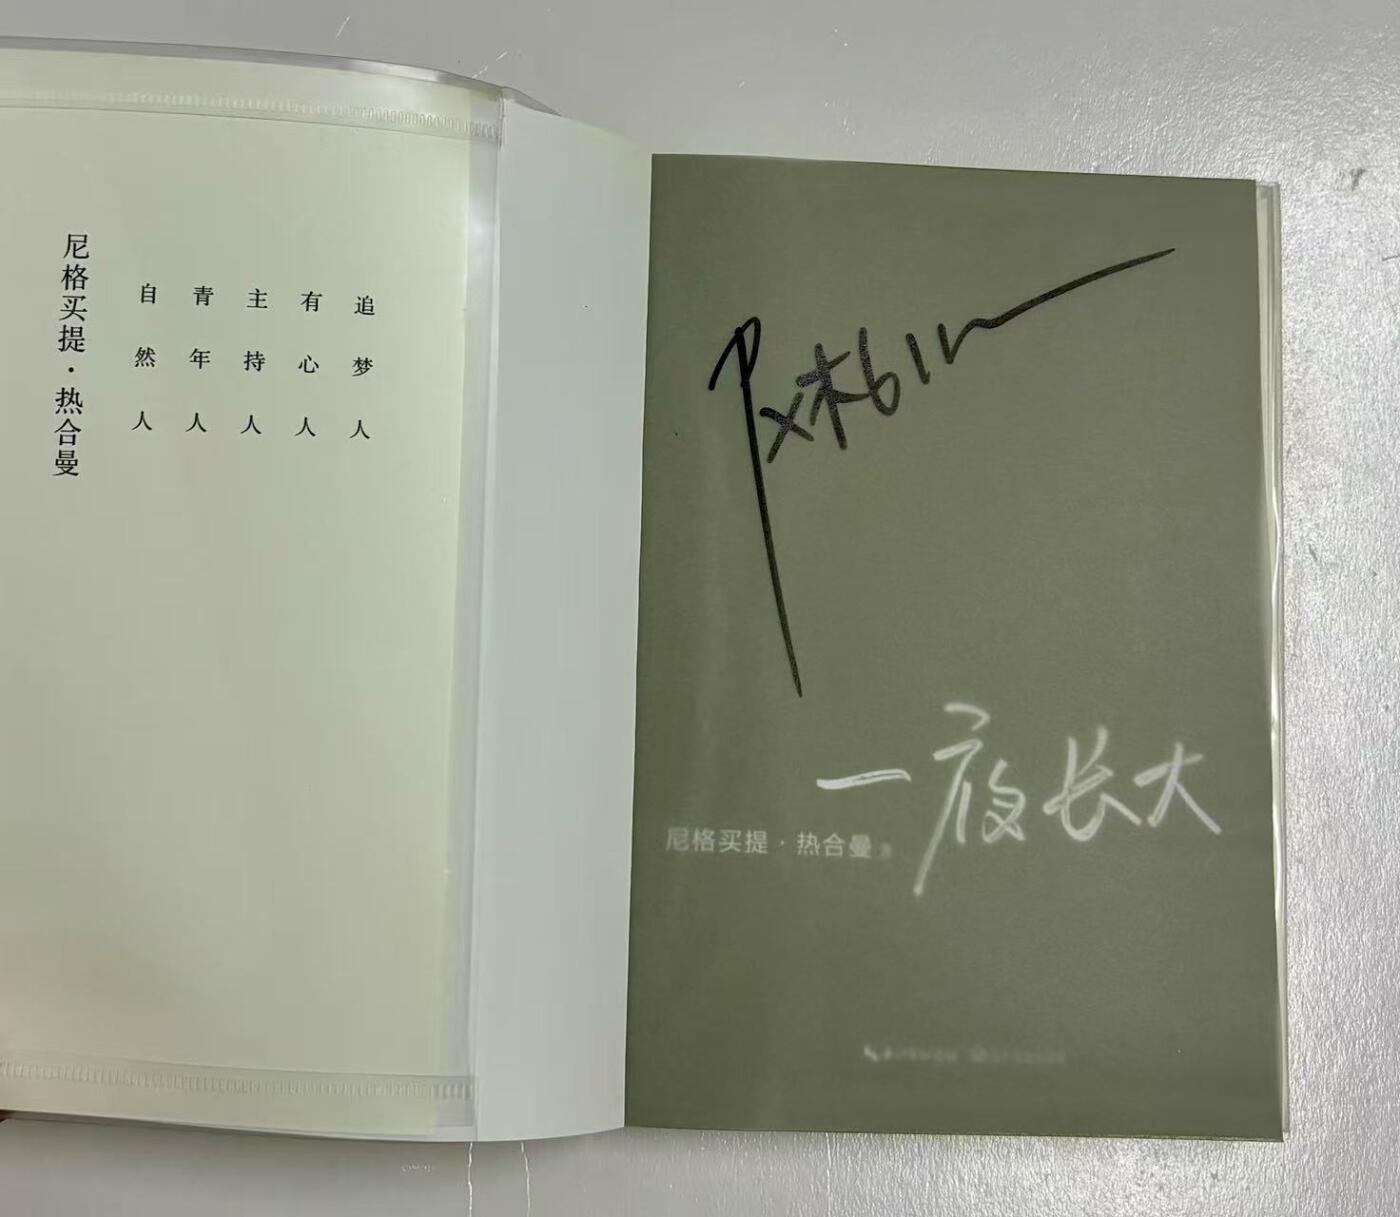 尼格买提·热合曼
追梦人
有心人
主持人
青年人
自然人
一夜长大
尼格买提·热合曼 著